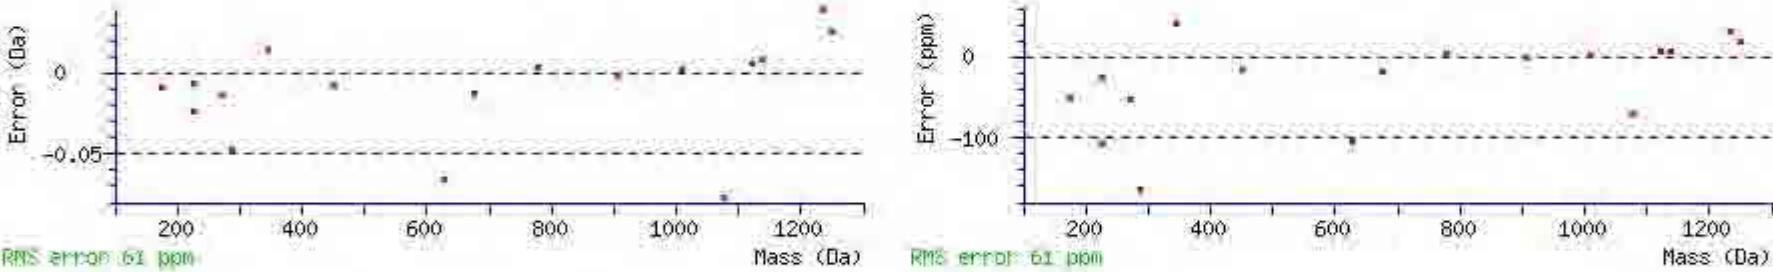 Error (Da)
0
-0.05
200 400 600 800 1000 1200
RMS error 61 ppm
Mass (Da)
Error (ppm)
0
-100
200 400 600 800 1000 1200
RMS error 61 ppm
Mass (Da)